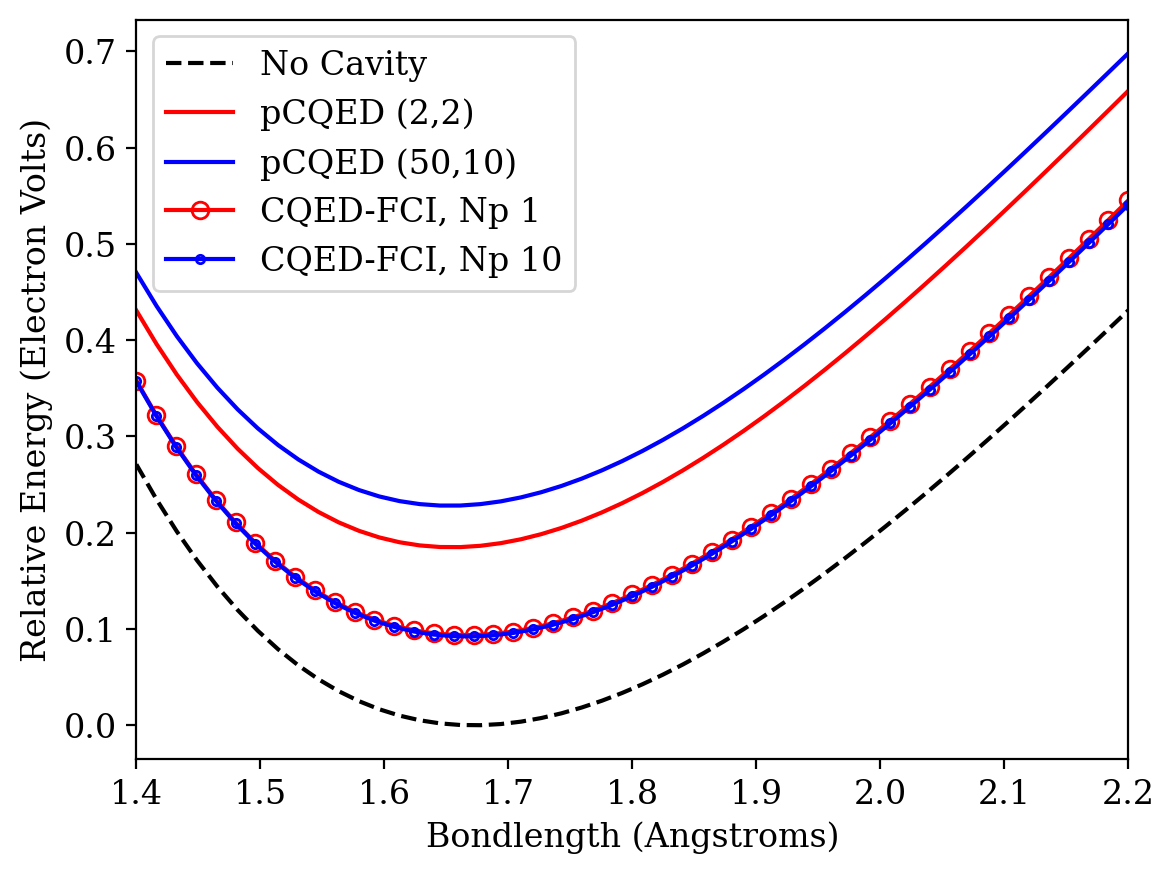 No Cavity
pCQED (2,2)
pCQED (50,10)
CQED-FCI, Np 1
CQED-FCI, Np 10
Relative Energy (Electron Volts)
0.7
0.6
0.5
0.4
0.3
0.2
0.1
0.0
1.4 1.5 1.6 1.7 1.8 1.9 2.0 2.1 2.2
Bondlength (Angstroms)